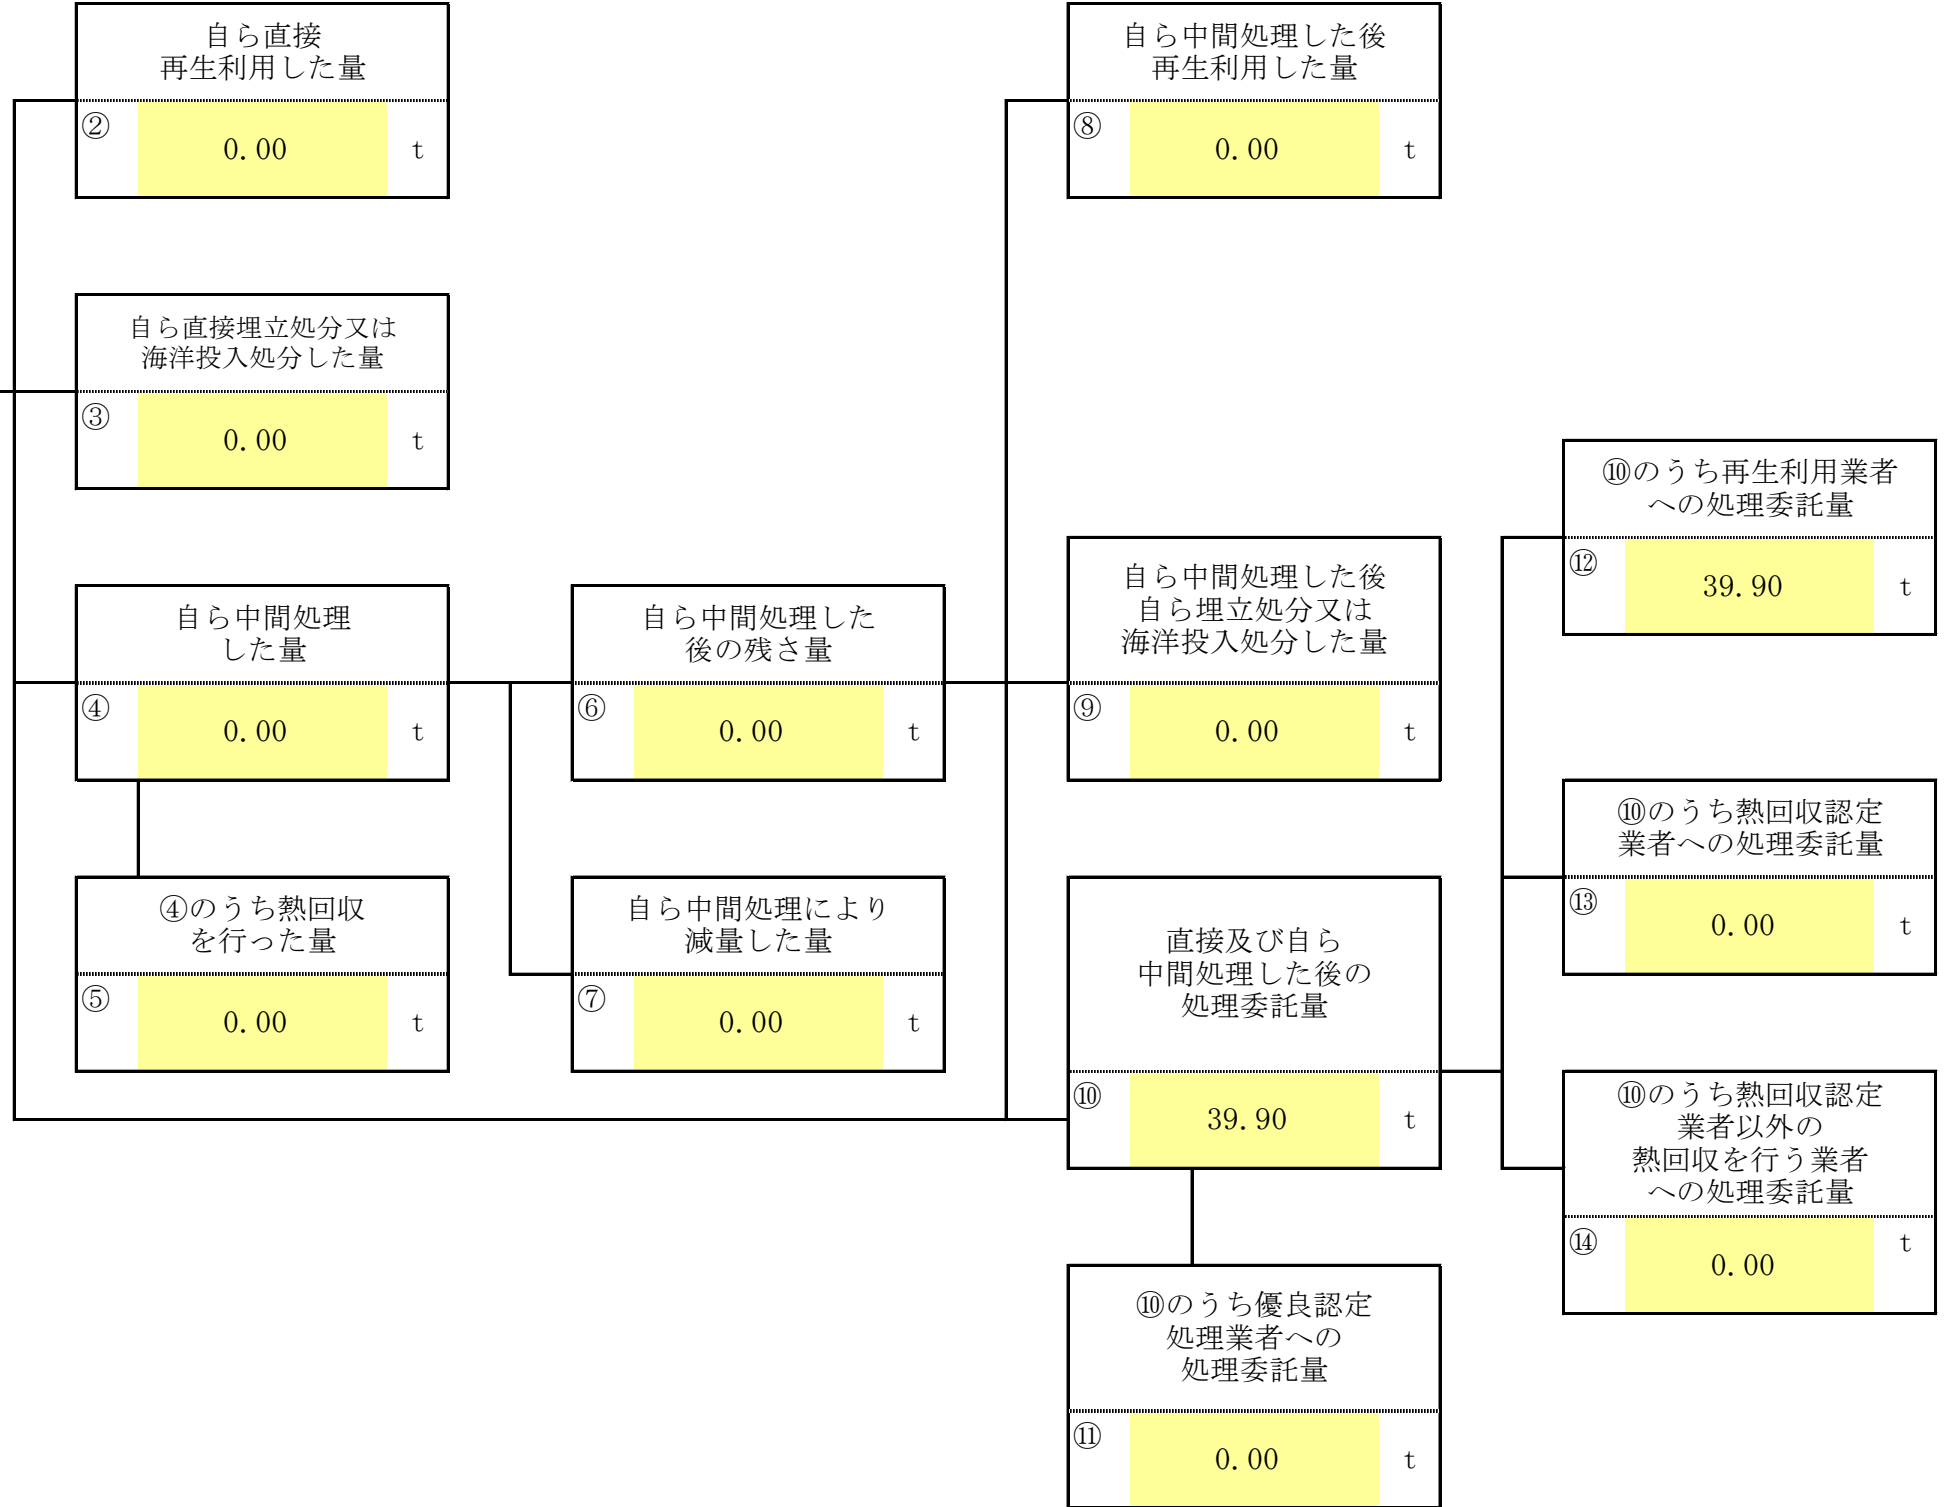 自ら直接
再生利用した量
② 0.00 t
自ら中間処理した後
再生利用した量
⑧ 0.00 t
自ら直接埋立処分又は
海洋投入処分した量
③ 0.00 t
⑩のうち再生利用業者
への処理委託量
⑫ 39.90 t
自ら中間処理
した量
④ 0.00 t
自ら中間処理した
後の残さ量
⑥ 0.00 t
自ら中間処理した後
自ら埋立処分又は
海洋投入処分した量
⑨ 0.00 t
⑩のうち熱回収認定
業者への処理委託量
⑬ 0.00 t
④のうち熱回収
を行った量
⑤ 0.00 t
自ら中間処理により
減量した量
⑦ 0.00 t
直接及び自ら
中間処理した後の
処理委託量
⑩ 39.90 t
⑩のうち熱回収認定
業者以外の
熱回収を行う業者
への処理委託量
⑭ 0.00 t
⑩のうち優良認定
処理業者への
処理委託量
⑪ 0.00 t